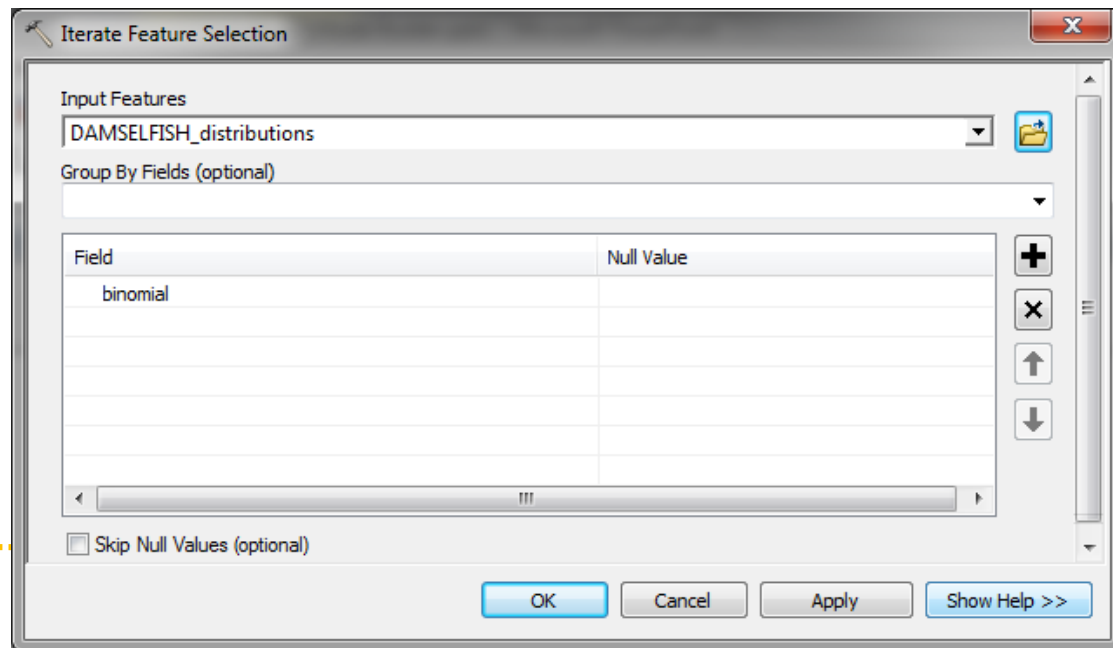 Iterate Feature Selection
Input Features
DAMSELFISH_distributions
Group By Fields (optional)
Field Null Value
binomial
Skip Null Values (optional)
OK Cancel Apply Show Help >>